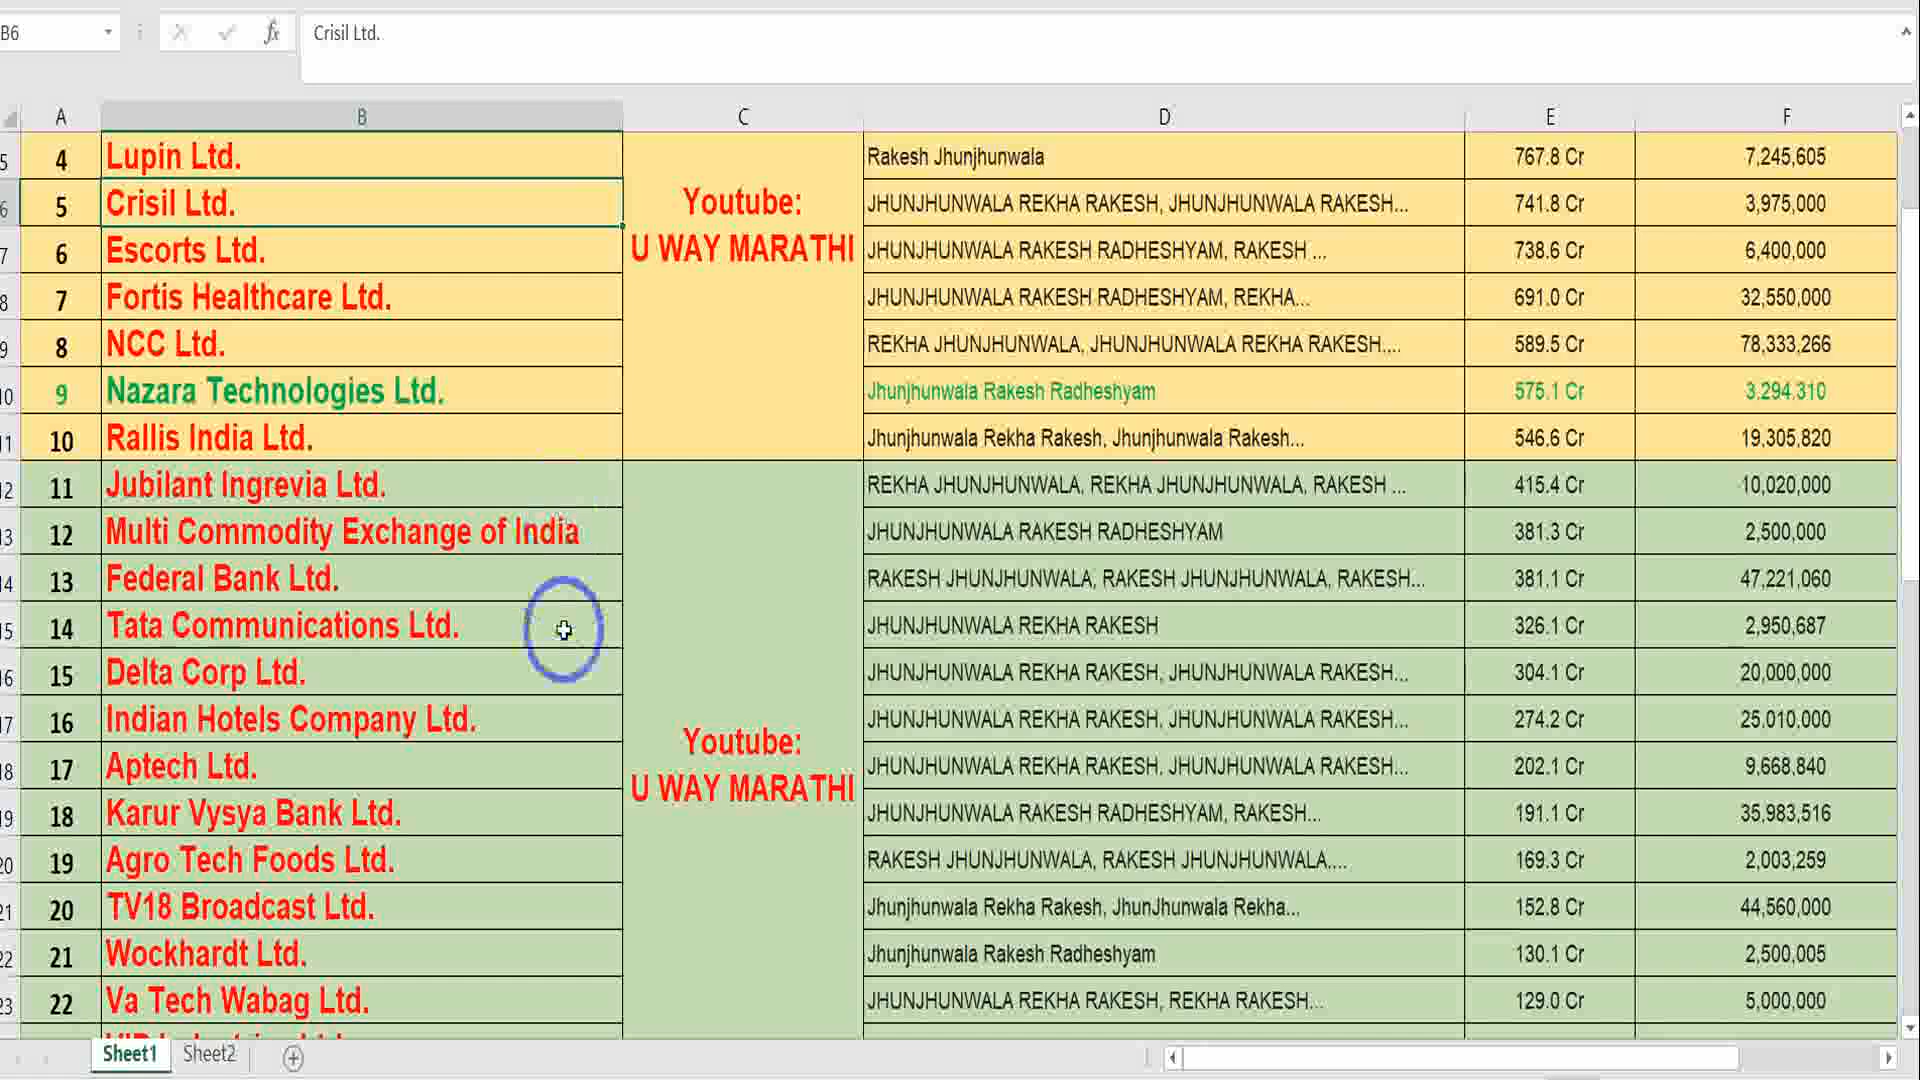 B6 fx Crisil Ltd.
A B C D E F
5 4 Lupin Ltd. Rakesh Jhunjhunwala 767.8 Cr 7,245,605
6 5 Crisil Ltd. JHUNJHUNWALA REKHA RAKESH, JHUNJHUNWALA RAKESH... 741.8 Cr 3,975,000
Youtube:
U WAY MARATHI
7 6 Escorts Ltd. JHUNJHUNWALA RAKESH RADHESHYAM, RAKESH ... 738.6 Cr 6,400,000
8 7 Fortis Healthcare Ltd. JHUNJHUNWALA RAKESH RADHESHYAM, REKHA... 691.0 Cr 32,550,000
9 8 NCC Ltd. REKHA JHUNJHUNWALA, JHUNJHUNWALA REKHA RAKESH,... 589.5 Cr 78,333,266
10 9 Nazara Technologies Ltd. Jhunjhunwala Rakesh Radheshyam 575.1 Cr 3.294.310
11 10 Rallis India Ltd. Jhunjhunwala Rekha Rakesh, Jhunjhunwala Rakesh... 546.6 Cr 19,305,820
12 11 Jubilant Ingrevia Ltd. REKHA JHUNJHUNWALA, REKHA JHUNJHUNWALA, RAKESH ... 415.4 Cr 10,020,000
13 12 Multi Commodity Exchange of India JHUNJHUNWALA RAKESH RADHESHYAM 381.3 Cr 2,500,000
14 13 Federal Bank Ltd. RAKESH JHUNJHUNWALA, RAKESH JHUNJHUNWALA, RAKESH... 381.1 Cr 47,221,060
15 14 Tata Communications Ltd. JHUNJHUNWALA REKHA RAKESH 326.1 Cr 2,950,687
16 15 Delta Corp Ltd. JHUNJHUNWALA REKHA RAKESH, JHUNJHUNWALA RAKESH... 304.1 Cr 20,000,000
17 16 Indian Hotels Company Ltd. JHUNJHUNWALA REKHA RAKESH, JHUNJHUNWALA RAKESH... 274.2 Cr 25,010,000
Youtube:
U WAY MARATHI
18 17 Aptech Ltd. JHUNJHUNWALA REKHA RAKESH, JHUNJHUNWALA RAKESH... 202.1 Cr 9,668,840
19 18 Karur Vysya Bank Ltd. JHUNJHUNWALA RAKESH RADHESHYAM, RAKESH... 191.1 Cr 35,983,516
20 19 Agro Tech Foods Ltd. RAKESH JHUNJHUNWALA, RAKESH JHUNJHUNWALA,... 169.3 Cr 2,003,259
21 20 TV18 Broadcast Ltd. Jhunjhunwala Rekha Rakesh, JhunJhunwala Rekha... 152.8 Cr 44,560,000
22 21 Wockhardt Ltd. Jhunjhunwala Rakesh Radheshyam 130.1 Cr 2,500,005
23 22 Va Tech Wabag Ltd. JHUNJHUNWALA REKHA RAKESH, REKHA RAKESH... 129.0 Cr 5,000,000
Sheet1 Sheet2